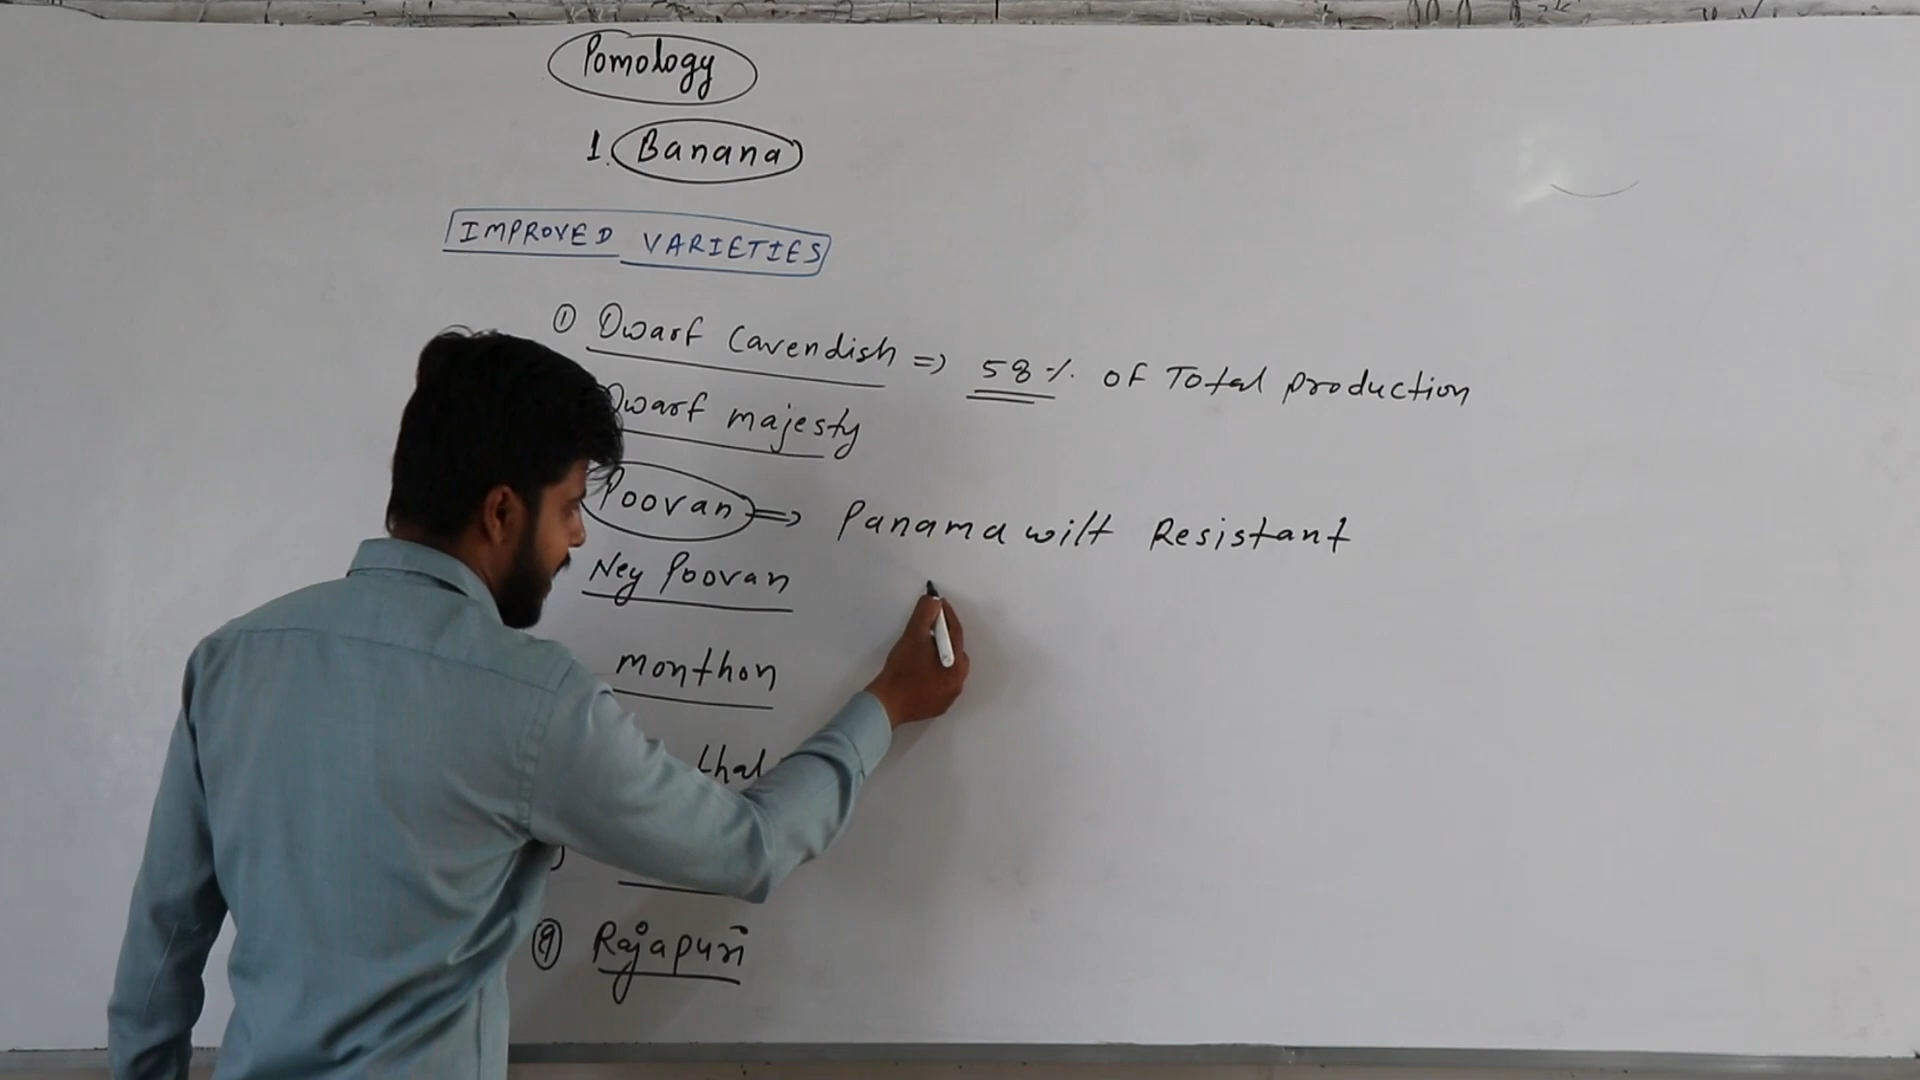 Pomology
1. Banana
IMPROVED VARIETIES
① Dwarf Cavendish => 58% of Total production
Dwarf majesty
Poovan => Panama wilt Resistant
Ney Poovan
monthon
⑨ Rajapuri